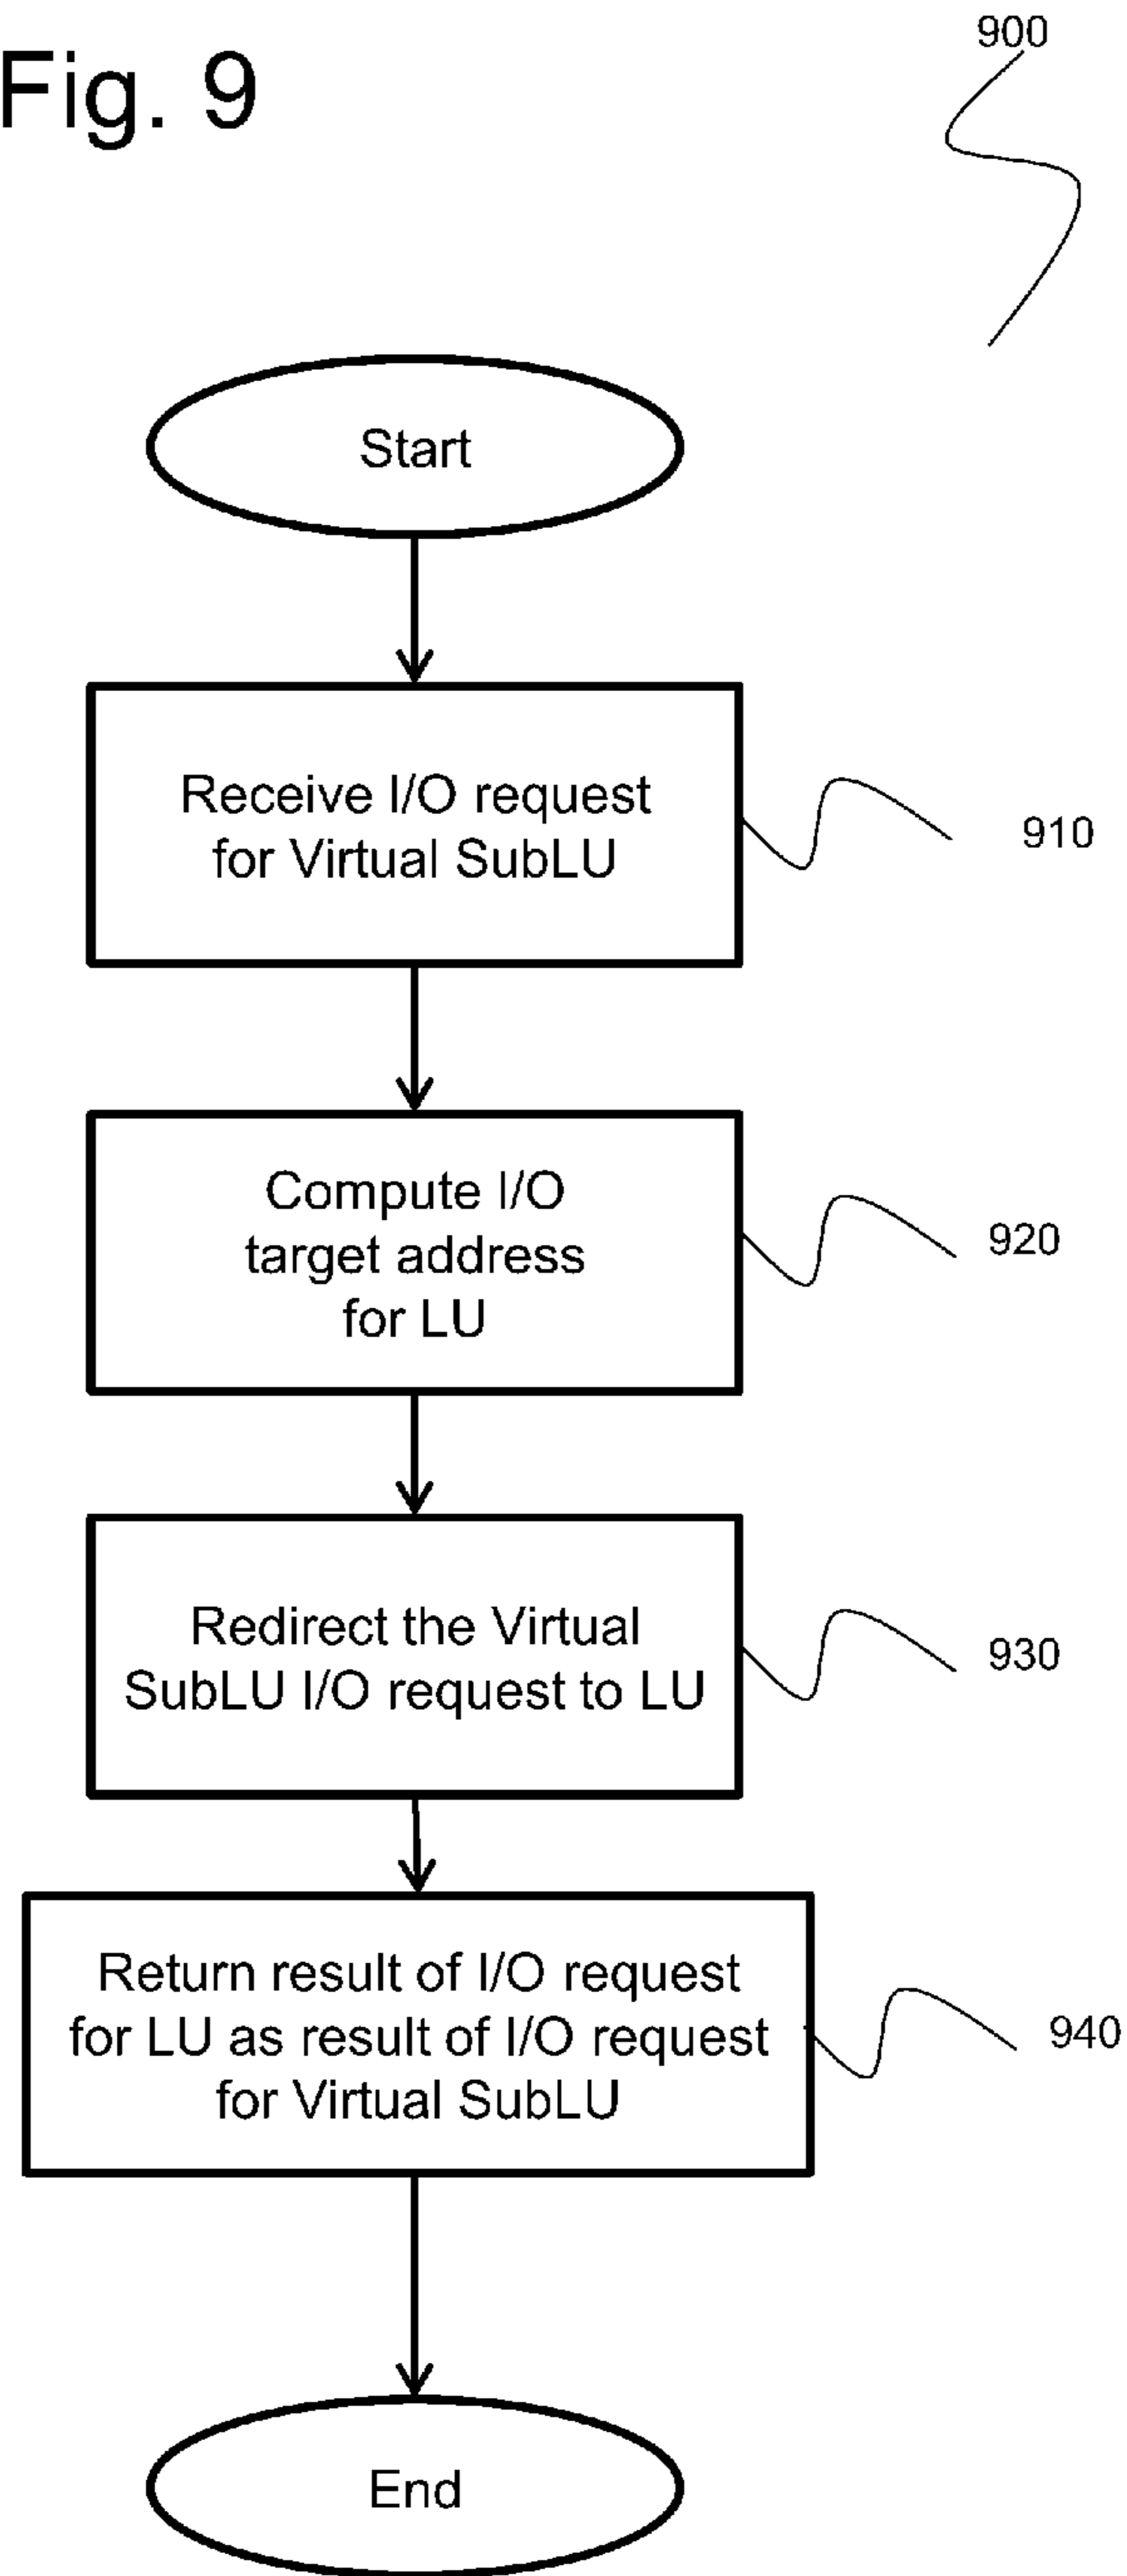 Fig. 9
900
Start
Receive I/O request
for Virtual SubLU
910
Compute I/O
target address
for LU
920
Redirect the Virtual
SubLU I/O request to LU
930
Return result of I/O request
for LU as result of I/O request
for Virtual SubLU
940
End